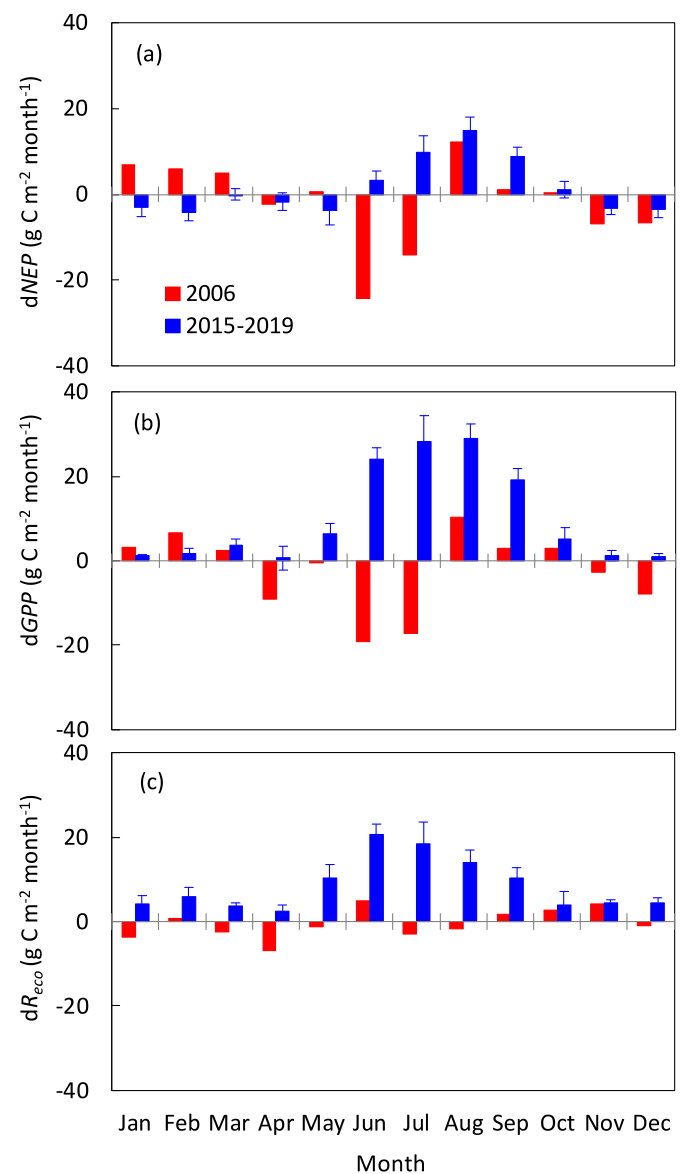 40
(a)
20
0
-20
-40
dNEP (g C m-2 month-1)
2006
2015-2019
40
(b)
20
0
-20
-40
dGPP (g C m-2 month-1)
40
(c)
20
0
-20
-40
dReco (g C m-2 month-1)
Jan Feb Mar Apr May Jun Jul Aug Sep Oct Nov Dec
Month